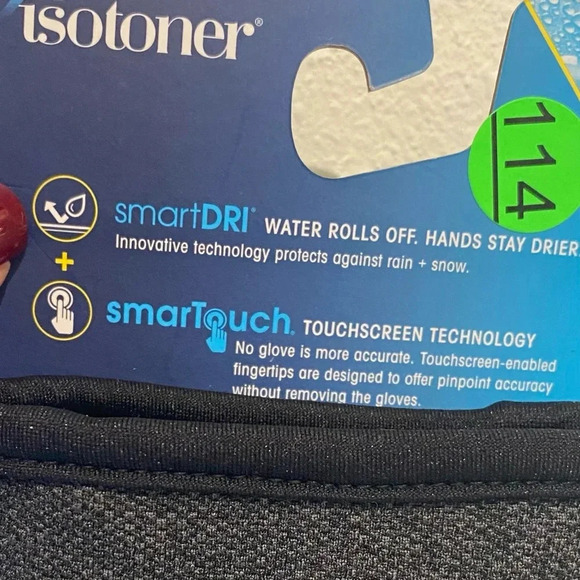 isotoner®
114
smartDRI® WATER ROLLS OFF. HANDS STAY DRIER.
Innovative technology protects against rain + snow.
+
smarTouch® TOUCHSCREEN TECHNOLOGY
No glove is more accurate. Touchscreen-enabled
fingertips are designed to offer pinpoint accuracy
without removing the gloves.